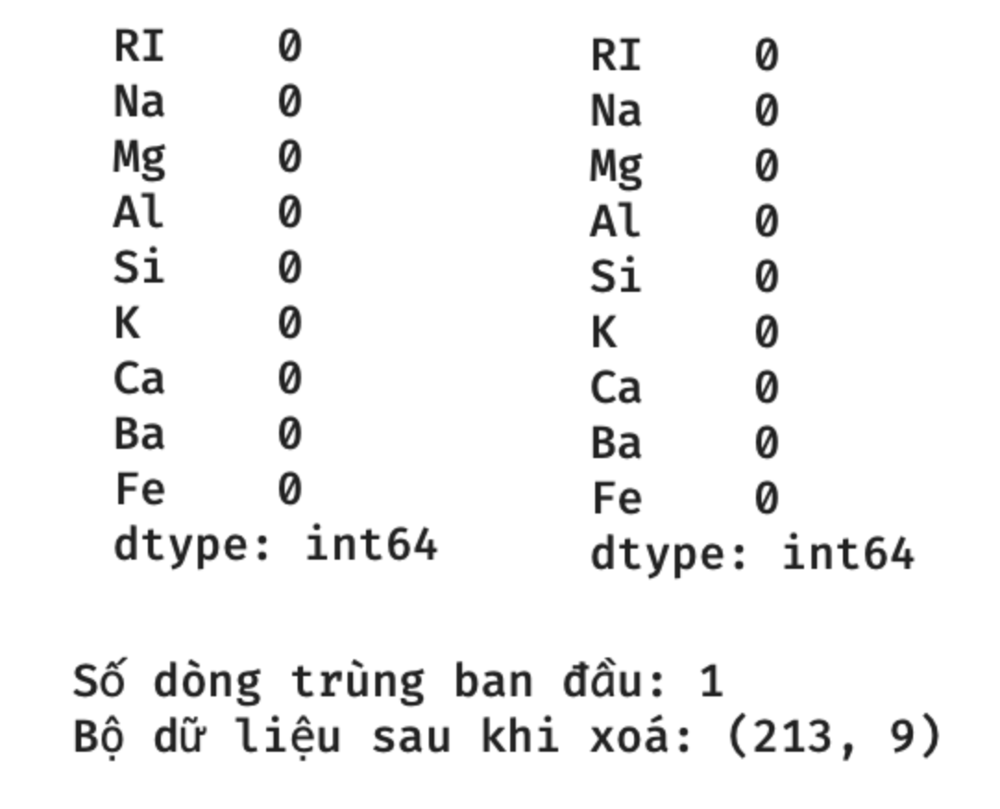 RI 0
Na 0
Mg 0
Al 0
Si 0
K 0
Ca 0
Ba 0
Fe 0
dtype: int64
RI 0
Na 0
Mg 0
Al 0
Si 0
K 0
Ca 0
Ba 0
Fe 0
dtype: int64
Số dòng trùng ban đầu: 1
Bộ dữ liệu sau khi xoá: (213, 9)